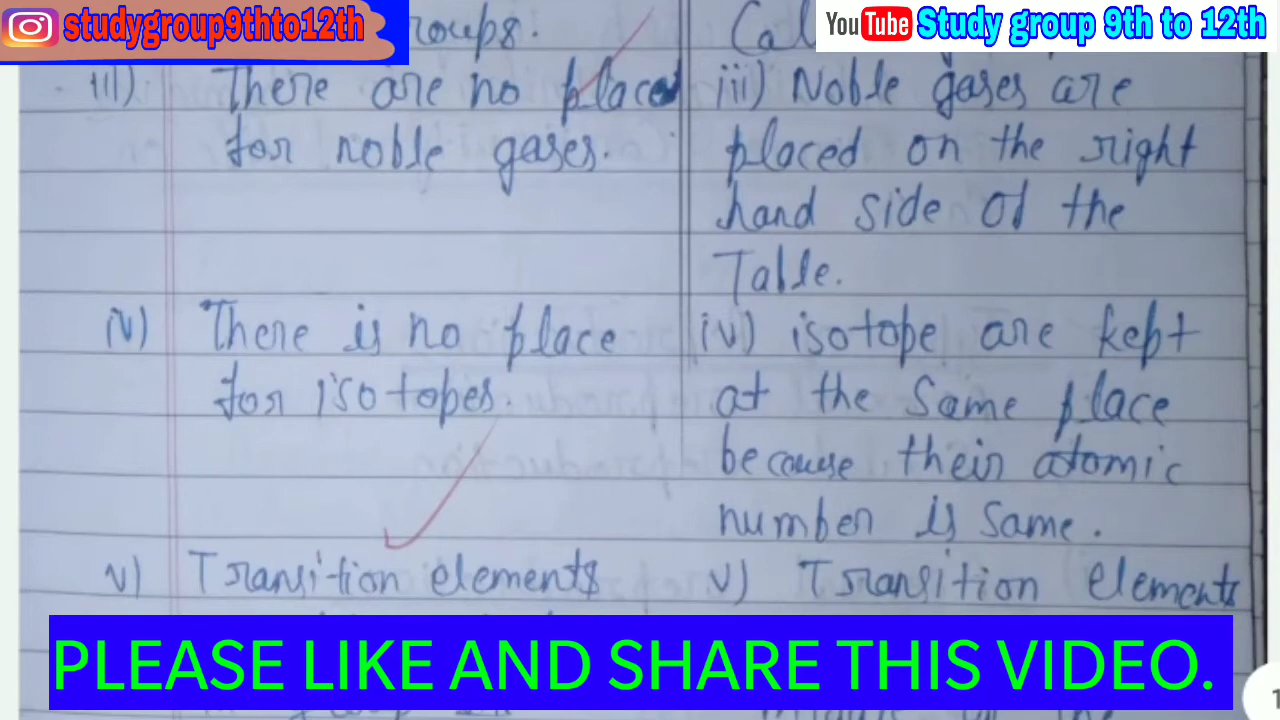 studygroup9thto12th
YouTube Study group 9th to 12th
roups.
Cal
iii) There are no place
for noble gases.
iii) Noble gases are
placed on the right
hand side of the
Table.
iv) There is no place
for isotopes.
iv) isotope are kept
at the Same place
because their atomic
number is same.
v) Transition elements
v) Transition elements
PLEASE LIKE AND SHARE THIS VIDEO.
1